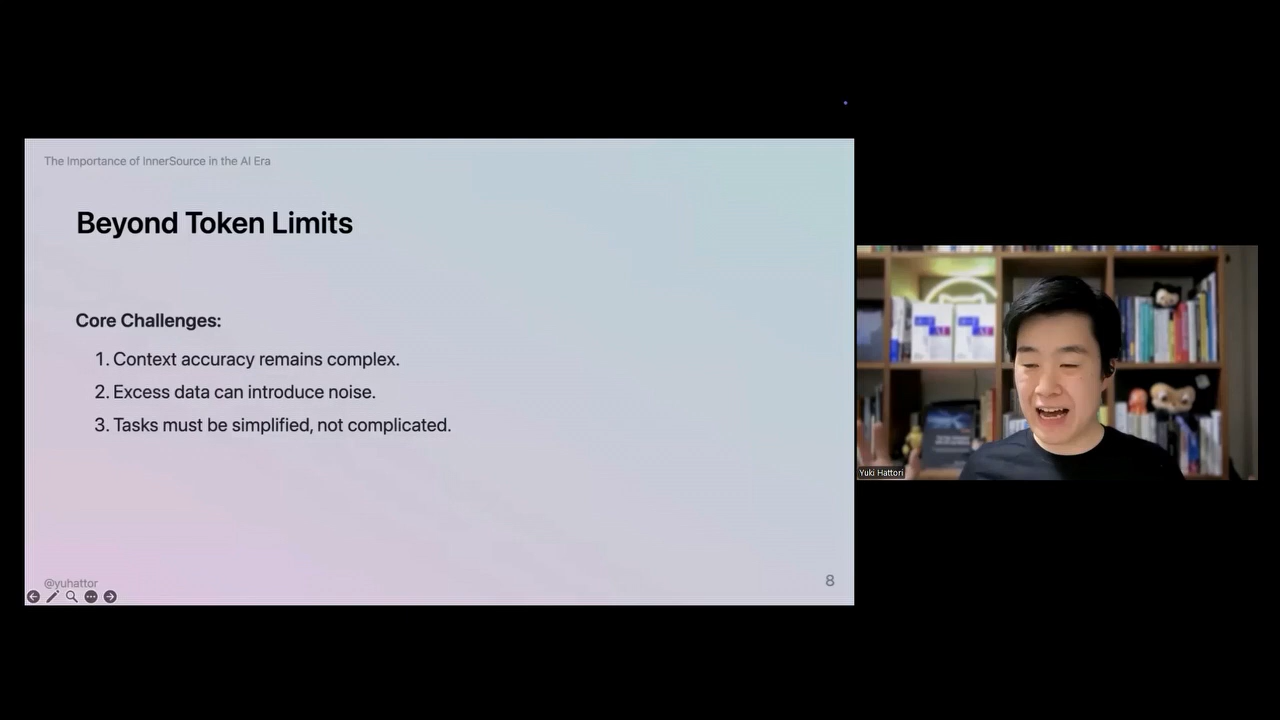 The Importance of InnerSource in the AI Era
Beyond Token Limits
Core Challenges:
1. Context accuracy remains complex.
2. Excess data can introduce noise.
3. Tasks must be simplified, not complicated.
@yuhattor
8
Yuki Hattori